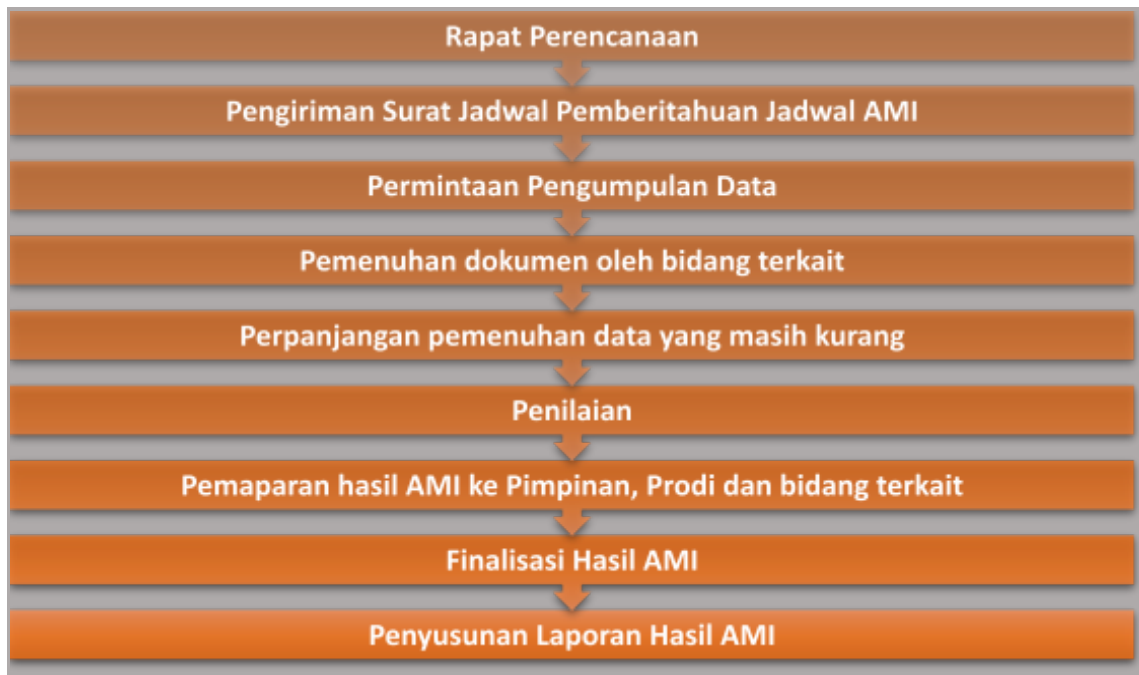 Rapat Perencanaan
Pengiriman Surat Jadwal Pemberitahuan Jadwal AMI
Permintaan Pengumpulan Data
Pemenuhan dokumen oleh bidang terkait
Perpanjangan pemenuhan data yang masih kurang
Penilaian
Pemaparan hasil AMI ke Pimpinan, Prodi dan bidang terkait
Finalisasi Hasil AMI
Penyusunan Laporan Hasil AMI